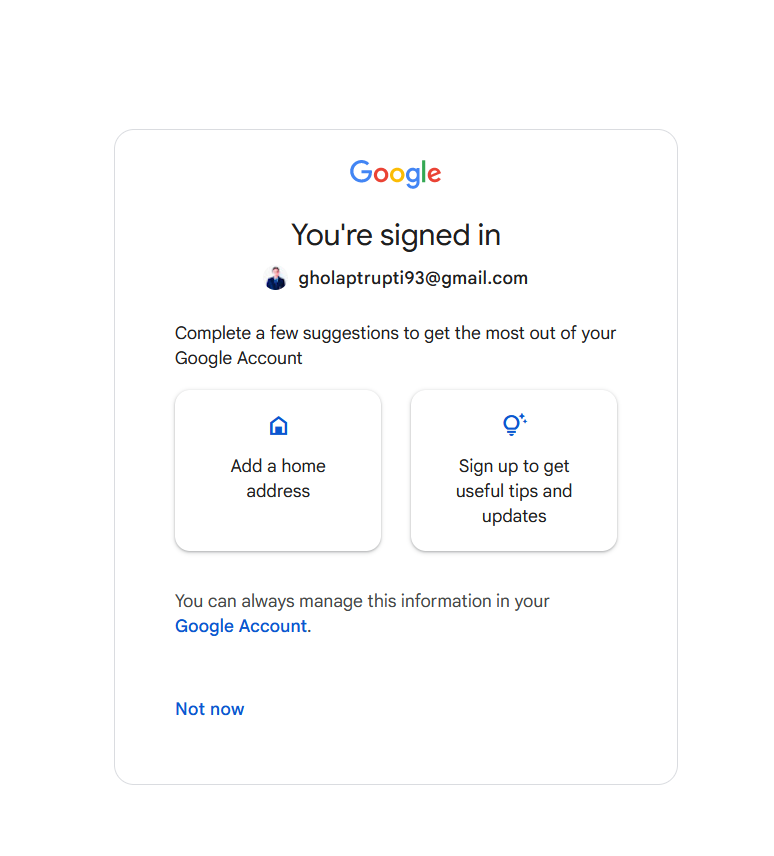 Google
You're signed in
gholaptrupti93@gmail.com
Complete a few suggestions to get the most out of your
Google Account
Add a home
address
Sign up to get
useful tips and
updates
You can always manage this information in your
Google Account.
Not now